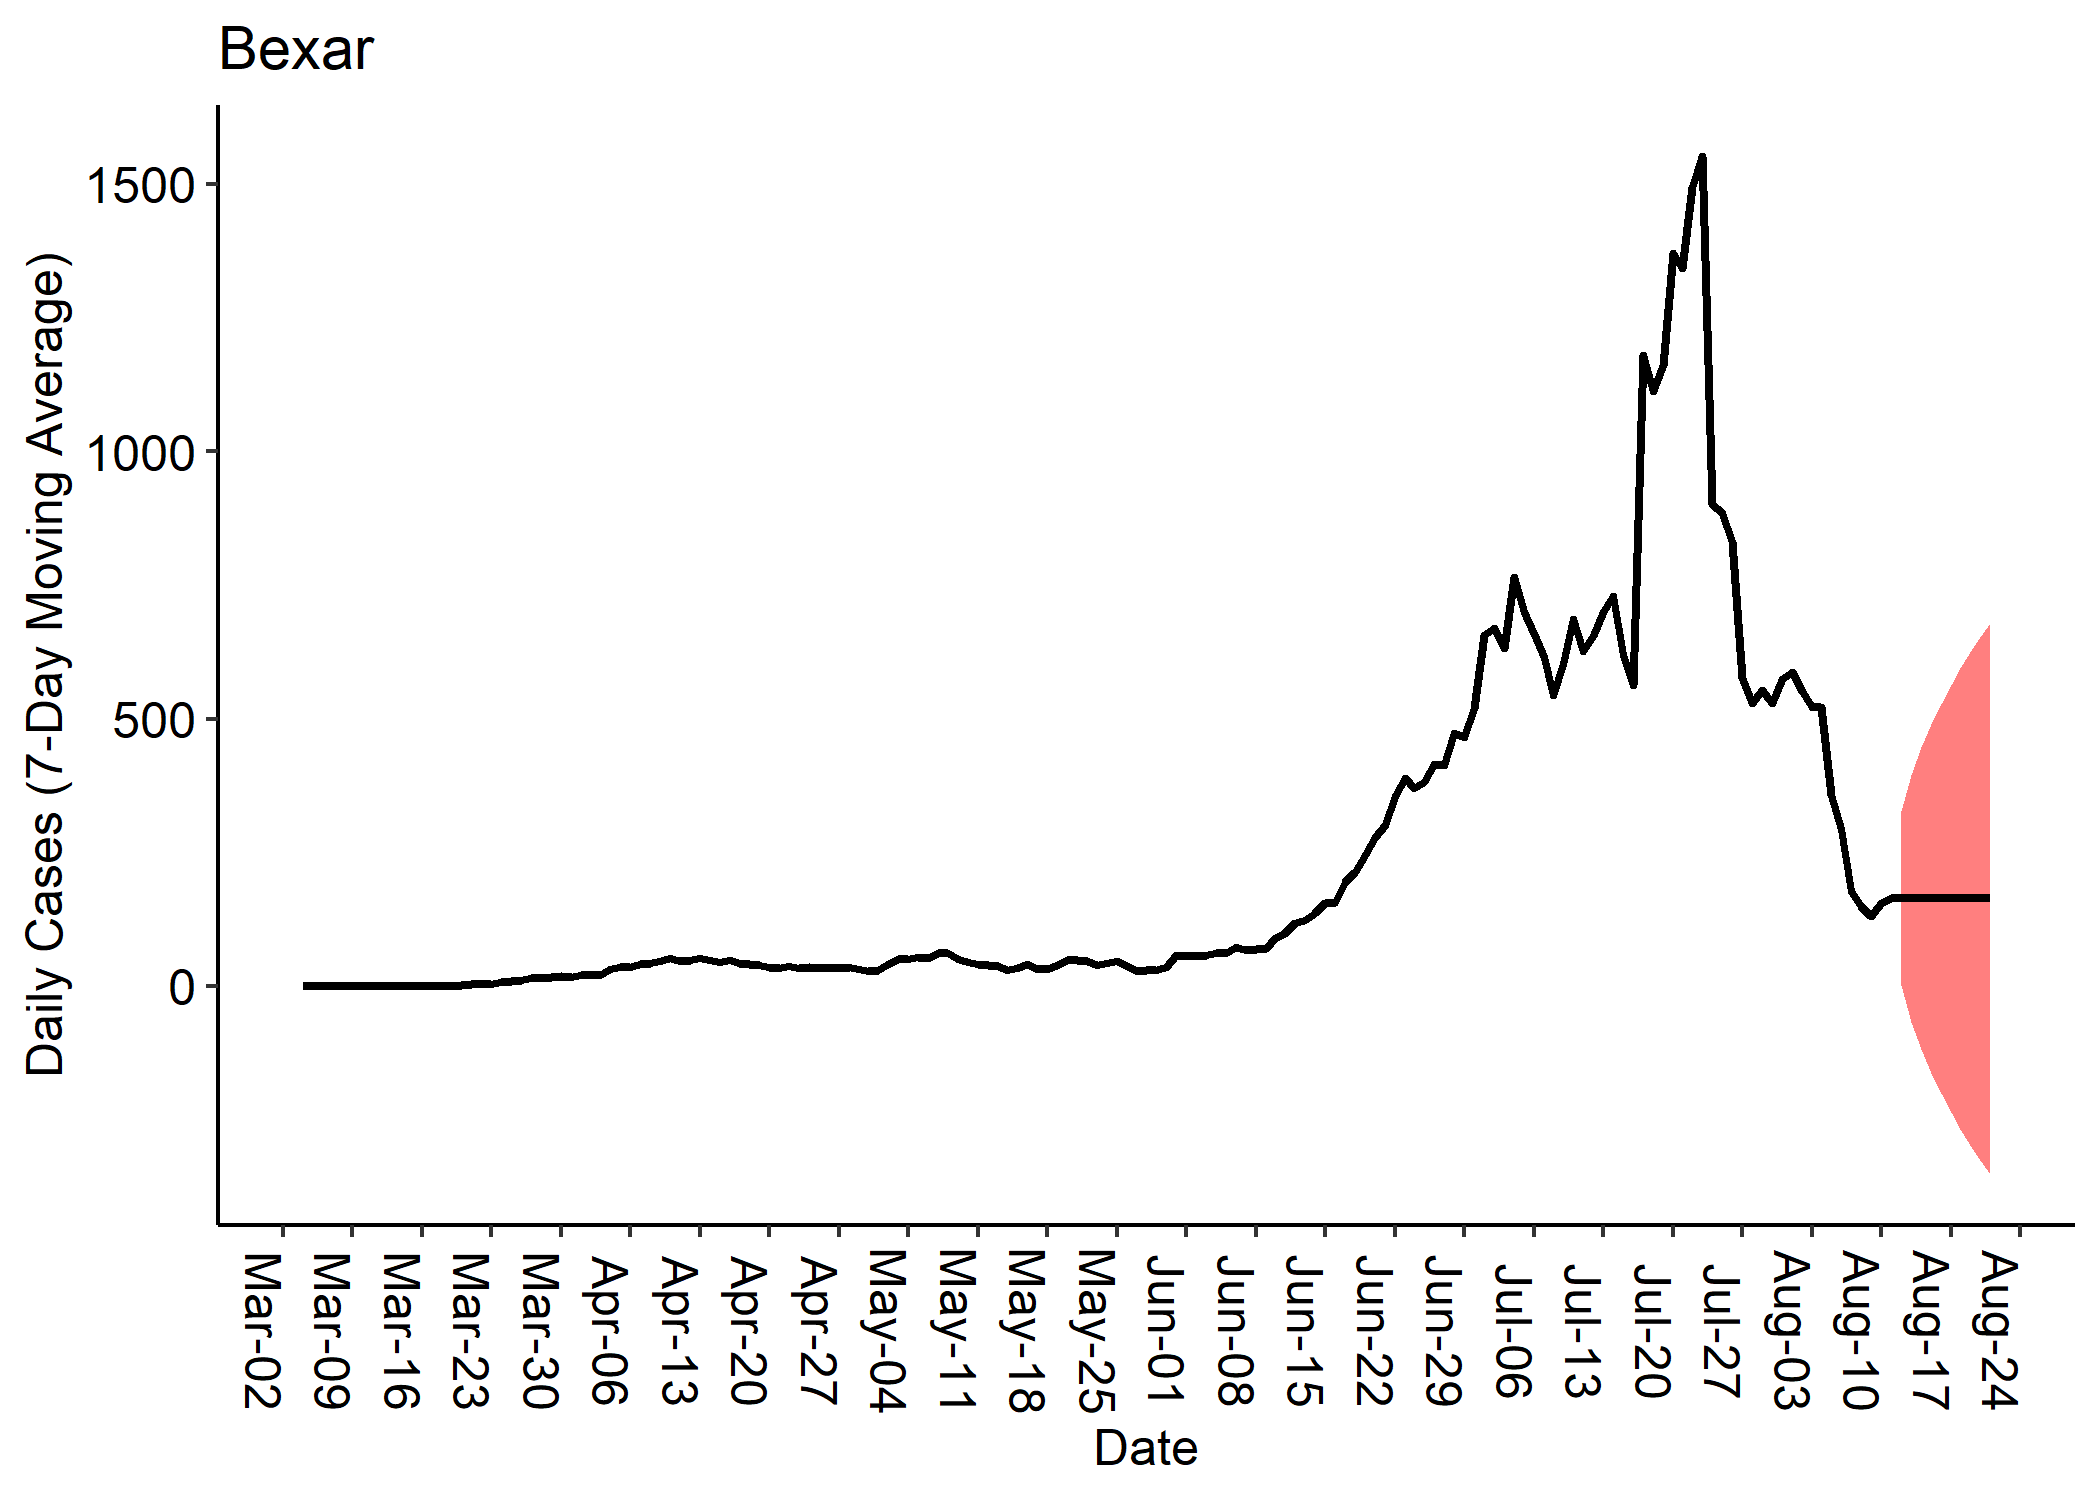 Bexar
Daily Cases (7-Day Moving Average)
1500
1000
500
0
Mar-02
Mar-09
Mar-16
Mar-23
Mar-30
Apr-06
Apr-13
Apr-20
Apr-27
May-04
May-11
May-18
May-25
Jun-01
Jun-08
Jun-15
Jun-22
Jun-29
Jul-06
Jul-13
Jul-20
Jul-27
Aug-03
Aug-10
Aug-17
Aug-24
Date